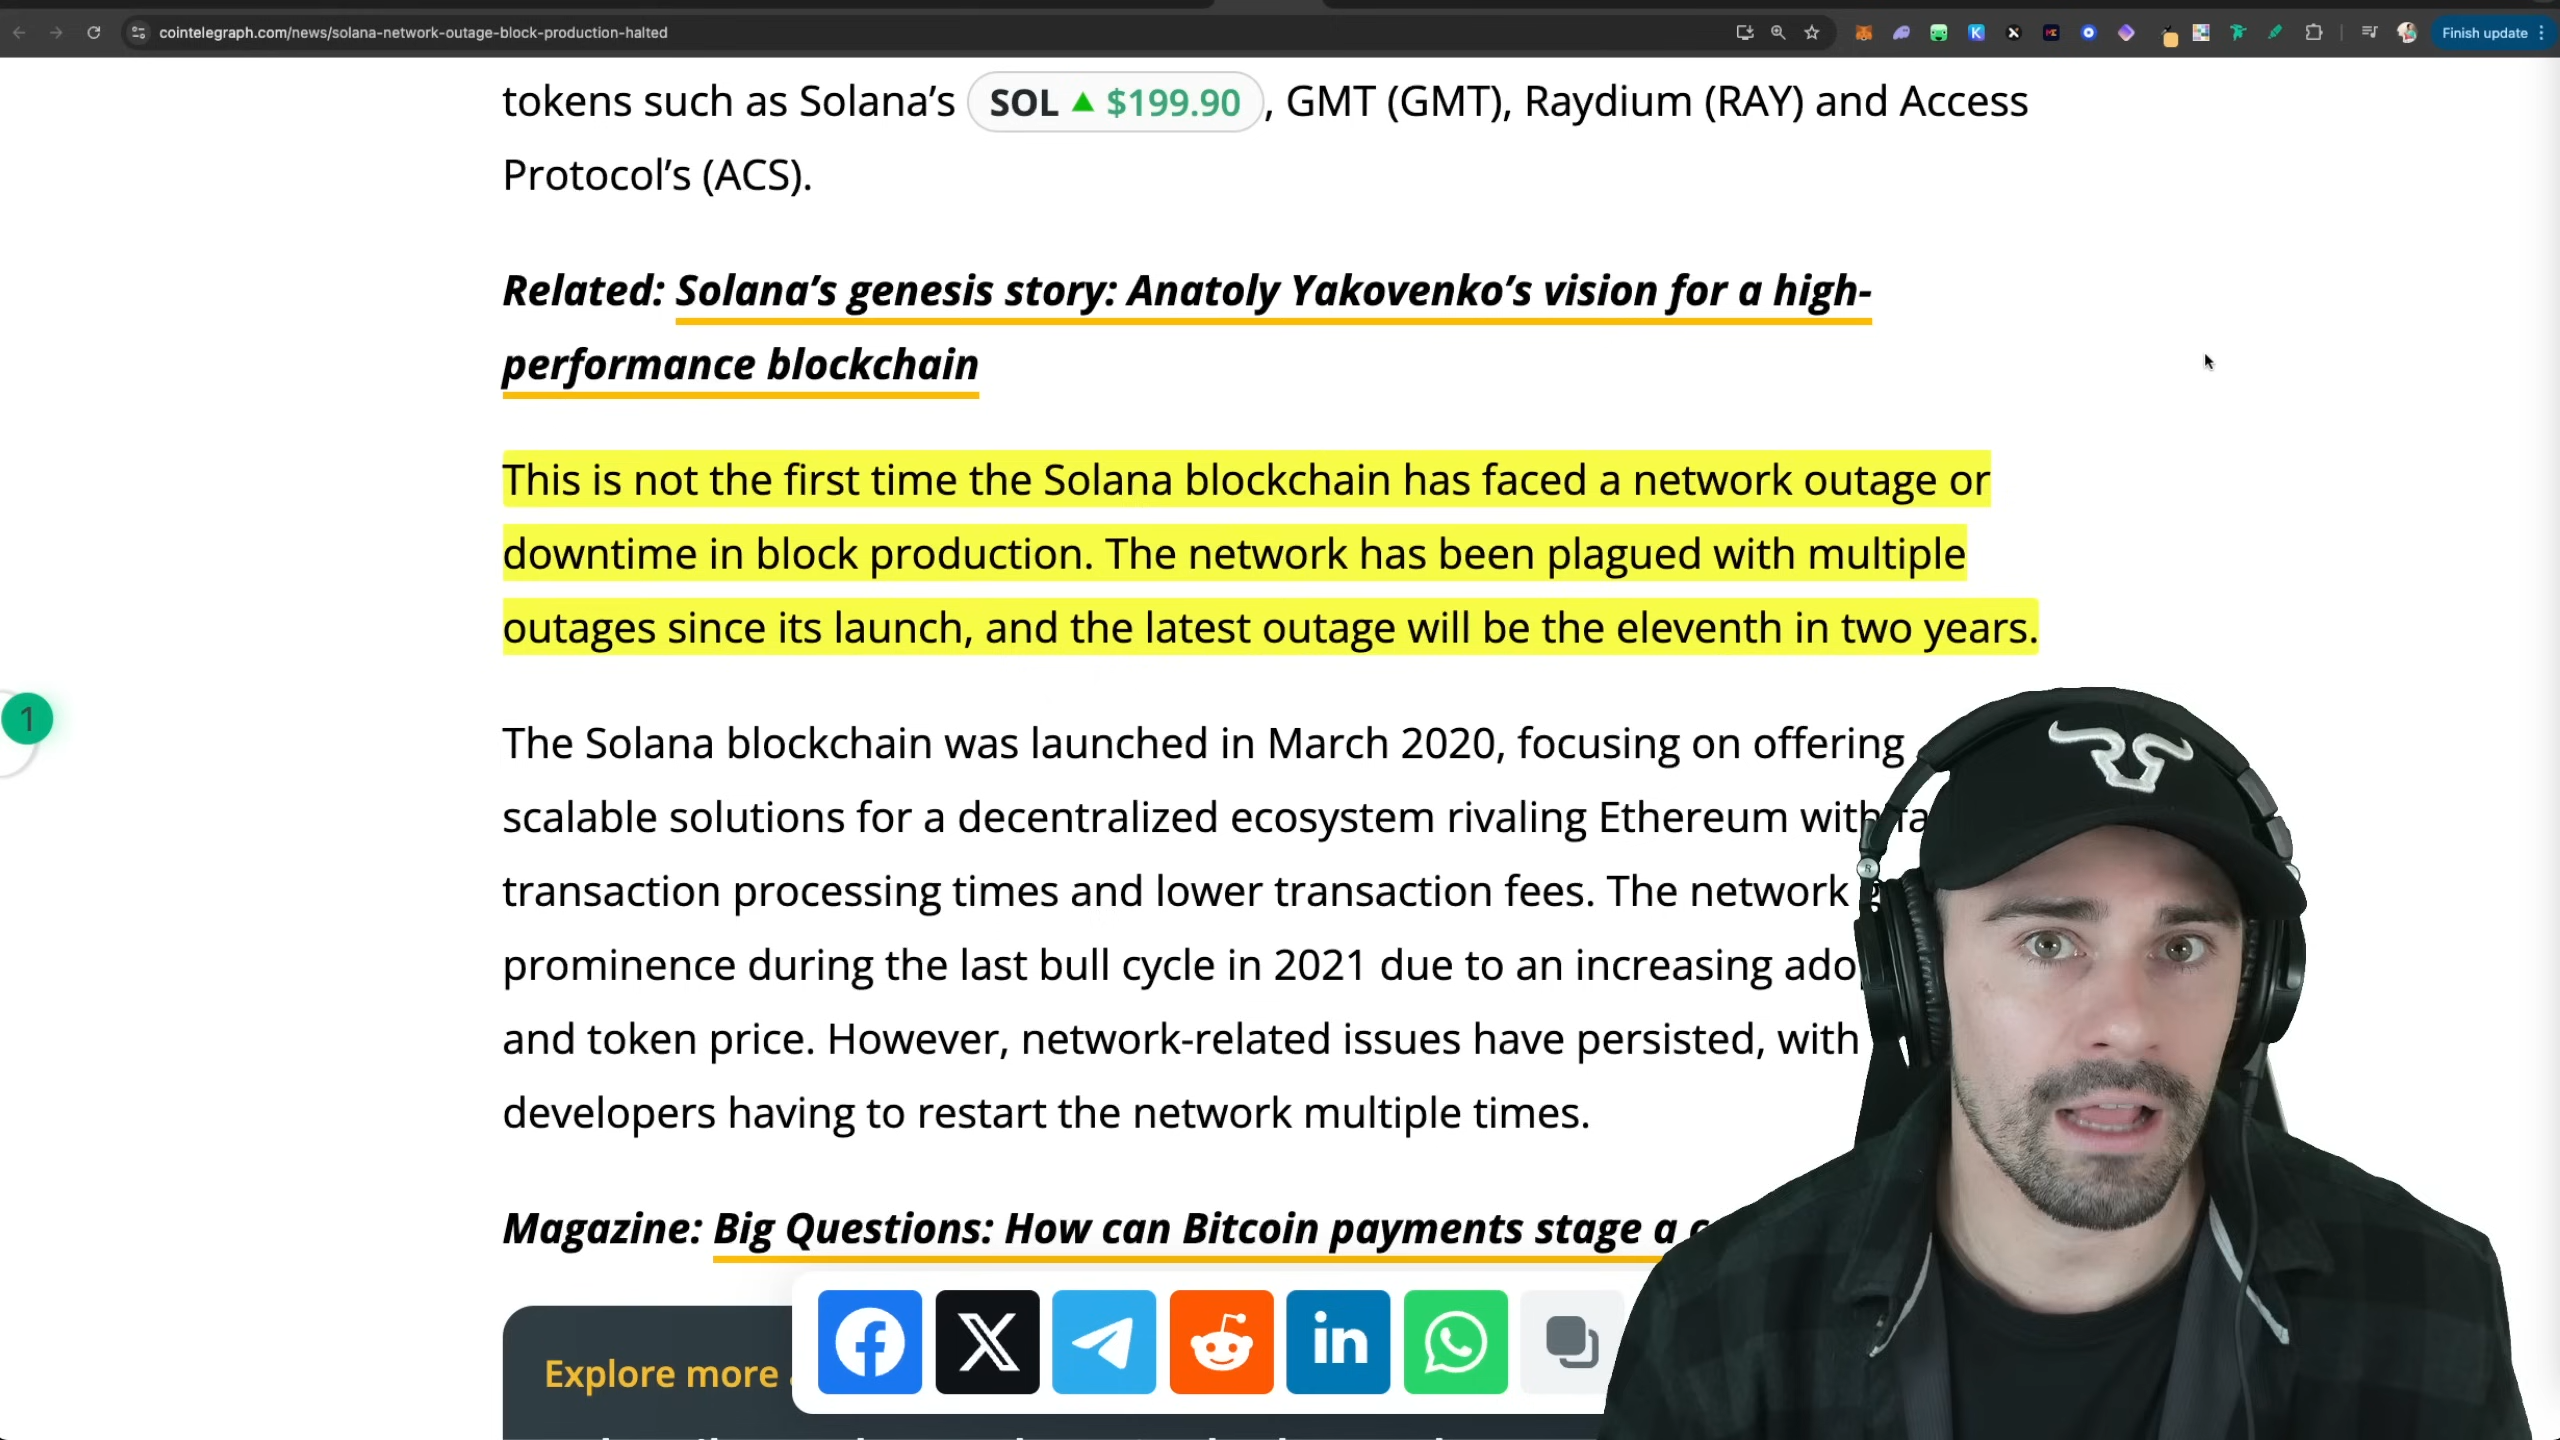 cointelegraph.com/news/solana-network-outage-block-production-halted
Finish update
tokens such as Solana’s SOL ▲ $199.90, GMT (GMT), Raydium (RAY) and Access
Protocol’s (ACS).
Related: Solana’s genesis story: Anatoly Yakovenko’s vision for a high-
performance blockchain
This is not the first time the Solana blockchain has faced a network outage or
downtime in block production. The network has been plagued with multiple
outages since its launch, and the latest outage will be the eleventh in two years.
1
The Solana blockchain was launched in March 2020, focusing on offering
scalable solutions for a decentralized ecosystem rivaling Ethereum with
transaction processing times and lower transaction fees. The network
prominence during the last bull cycle in 2021 due to an increasing
and token price. However, network-related issues have persisted, with
developers having to restart the network multiple times.
Magazine: Big Questions: How can Bitcoin payments stage a
Explore more